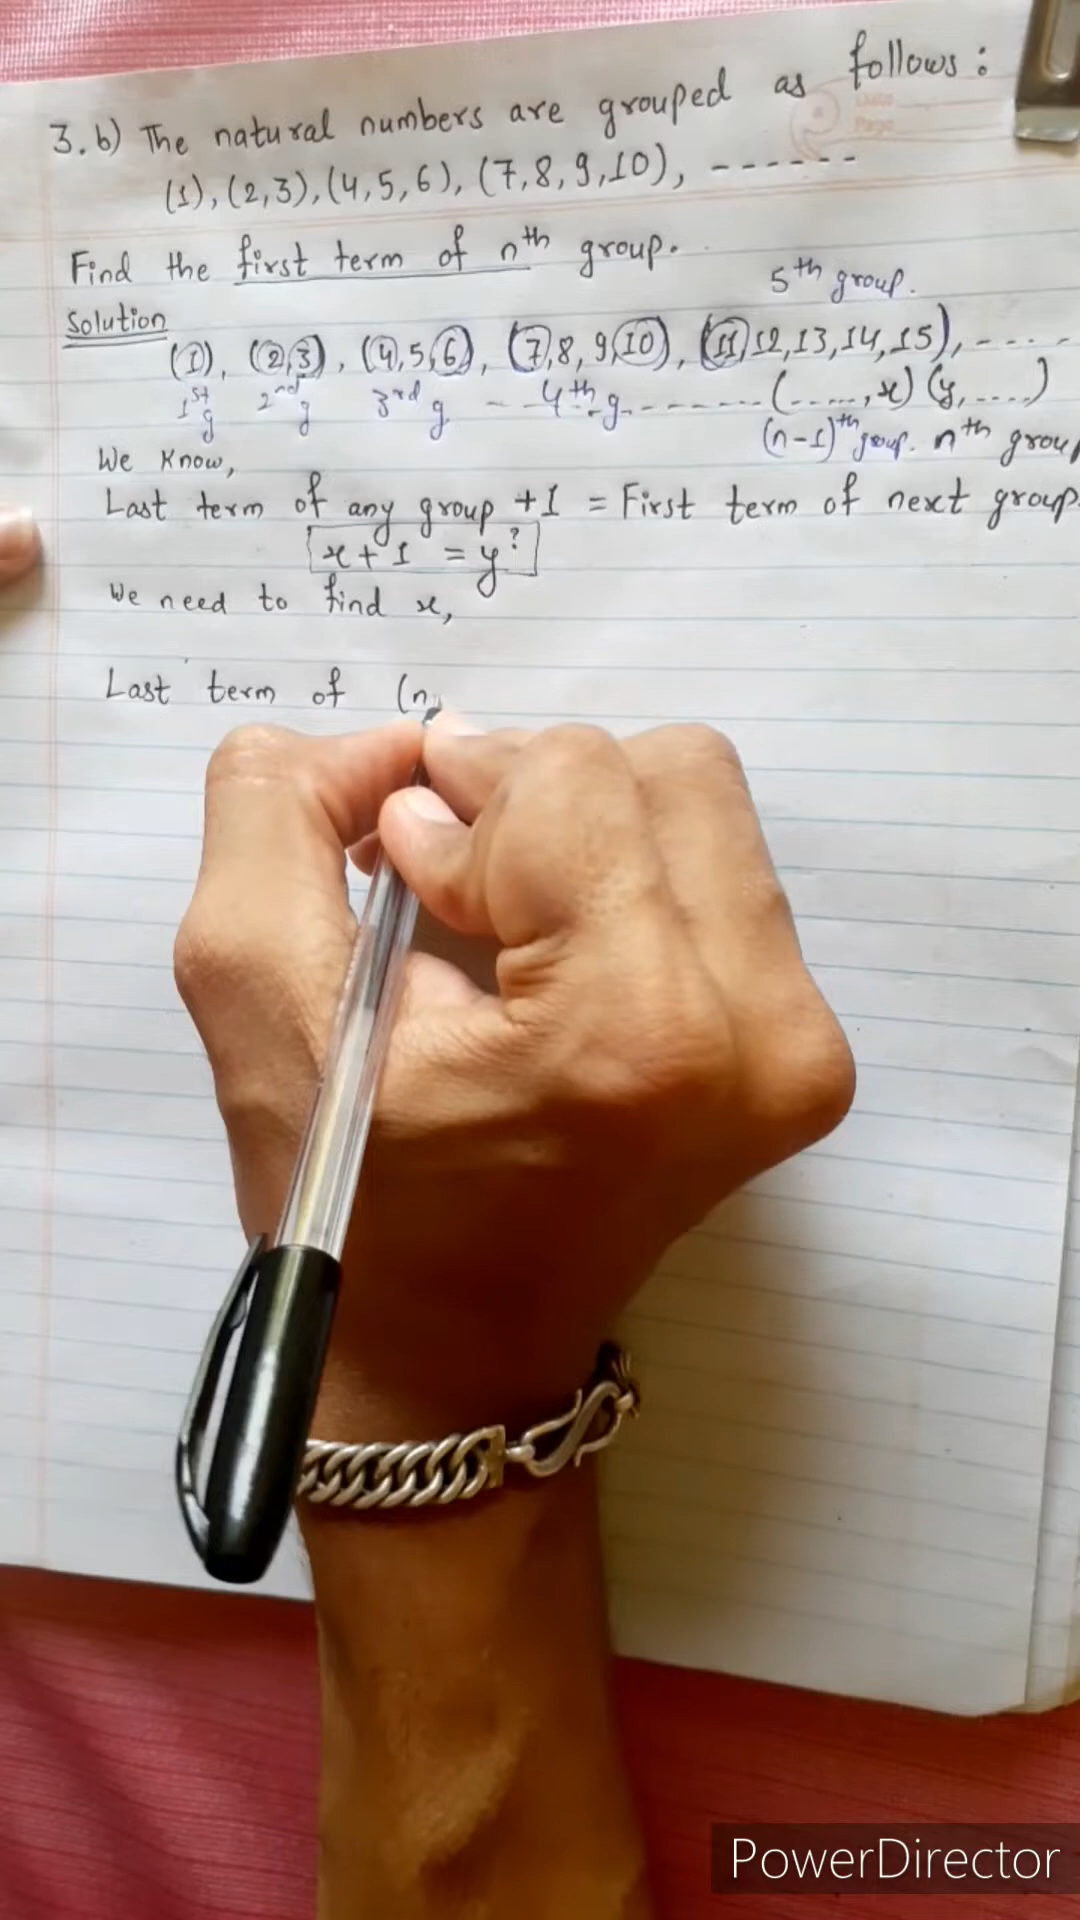 3. b) The natural numbers are grouped as follows :
(1), (2,3), (4,5,6), (7,8,9,10), ------
Find the first term of nth group.
5th group.
Solution
(1), (2,3), (4,5,6), (7,8,9,10), (11,12,13,14,15), - - - -
1st g 2nd g 3rd g - - 4th g - - - - - - - (......, x) (y, ....)
(n-1)th group. nth group
We know,
Last term of any group +1 = First term of next group.
x + 1 = y ?
We need to find x,
Last term of (n
PowerDirector